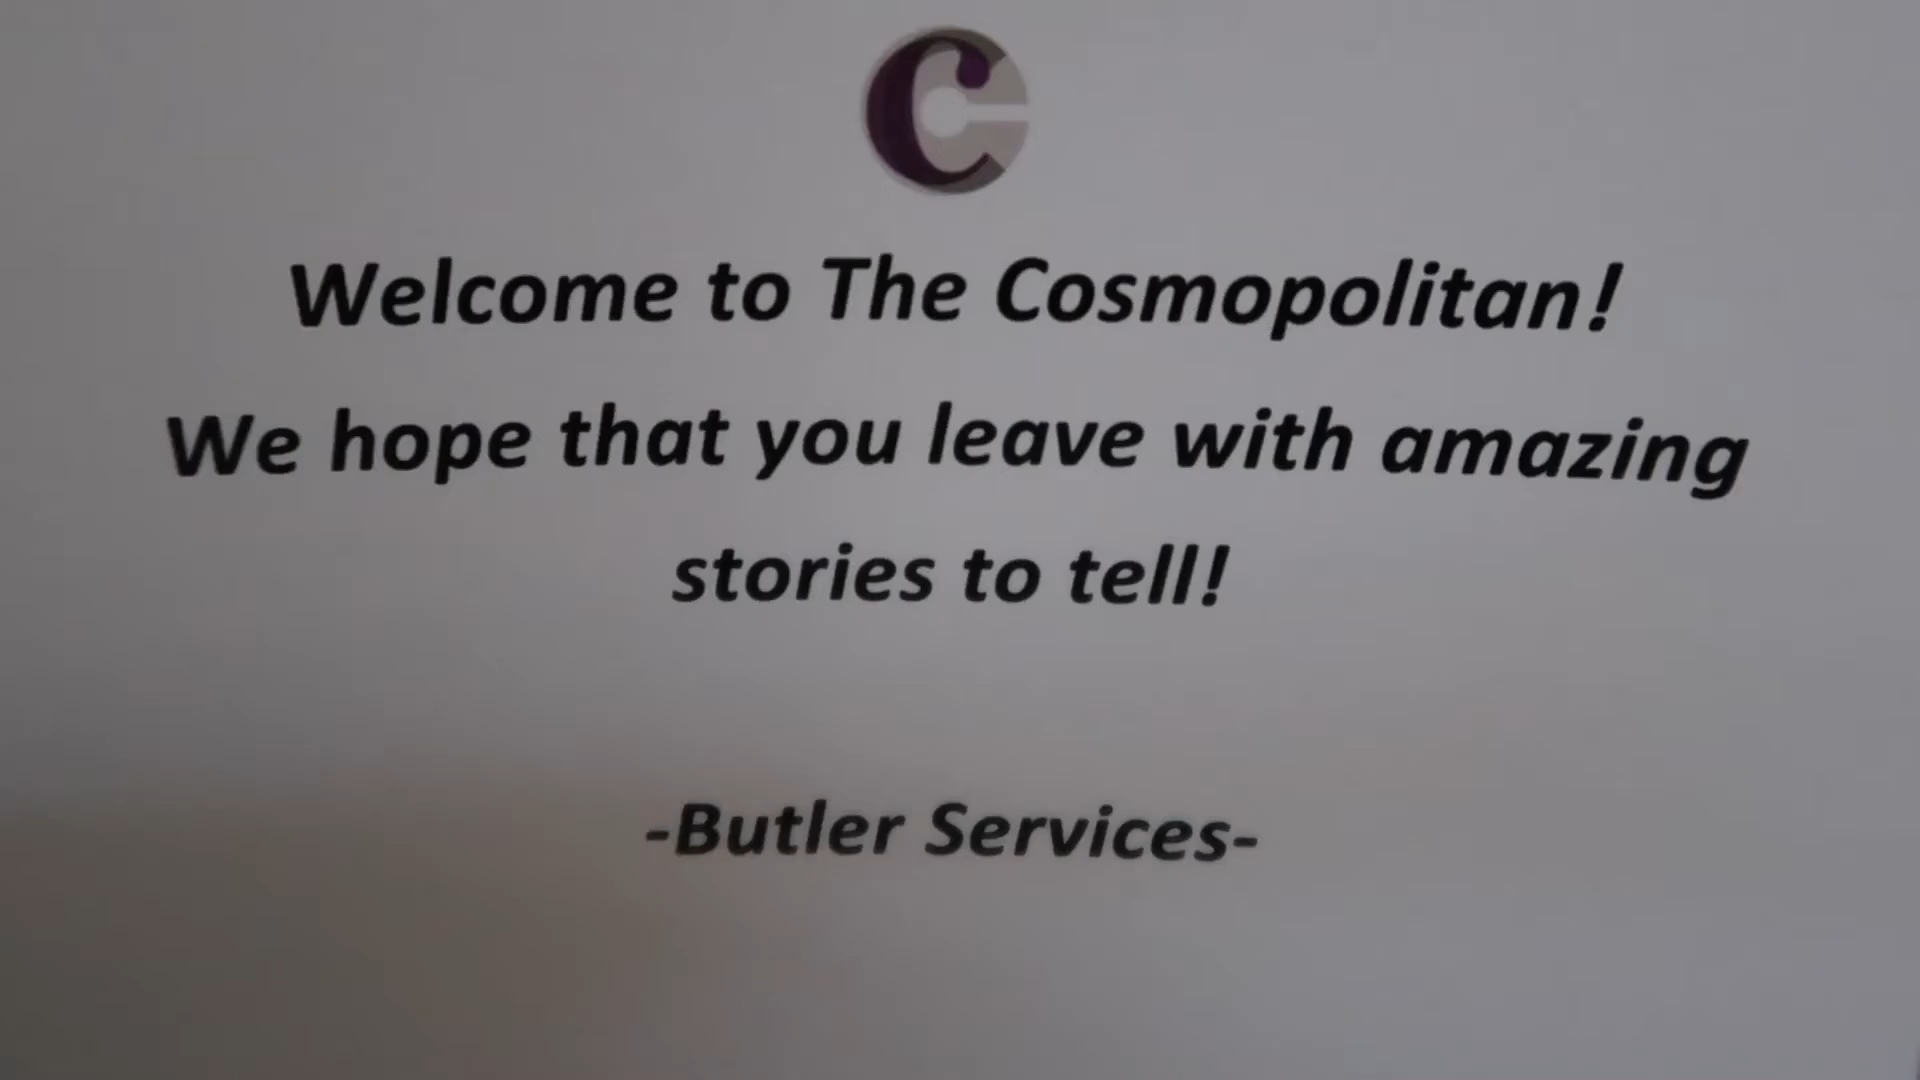 C
Welcome to The Cosmopolitan!
We hope that you leave with amazing
stories to tell!
-Butler Services-